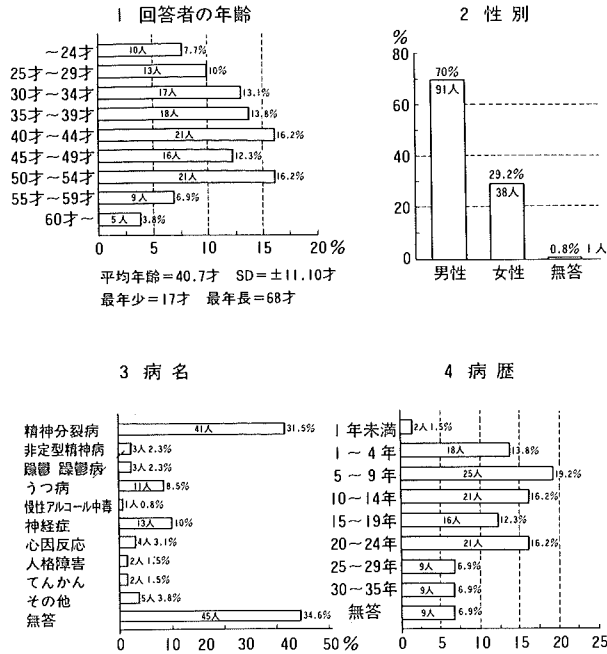 1 回答者の年齢
～24才 10人 7.7%
25才～29才 13人 10%
30才～34才 17人 13.1%
35才～39才 18人 13.8%
40才～44才 21人 16.2%
45才～49才 16人 12.3%
50才～54才 21人 16.2%
55才～59才 9人 6.9%
60才～ 5人 3.8%
0 5 10 15 20 %
平均年齢＝40.7才 SD＝±11.10才
最年少＝17才 最年長＝68才
2 性別
%
80
60
40
20
0
70%
91人
29.2%
38人
0.8% 1人
男性 女性 無答
3 病名
精神分裂病 41人 31.5%
非定型精神病 3人 2.3%
躁鬱病 3人 2.3%
うつ病 11人 8.5%
慢性アルコール中毒 1人 0.8%
神経症 13人 10%
心因反応 4人 3.1%
人格障害 2人 1.5%
てんかん 2人 1.5%
その他 5人 3.8%
無答 45人 34.6%
0 10 20 30 40 50 %
4 病歴
1年未満 2人 1.5%
1～4年 18人 13.8%
5～9年 25人 19.2%
10～14年 21人 16.2%
15～19年 16人 12.3%
20～24年 21人 16.2%
25～29年 9人 6.9%
30～35年 9人 6.9%
無答 9人 6.9%
0 5 10 15 20 25